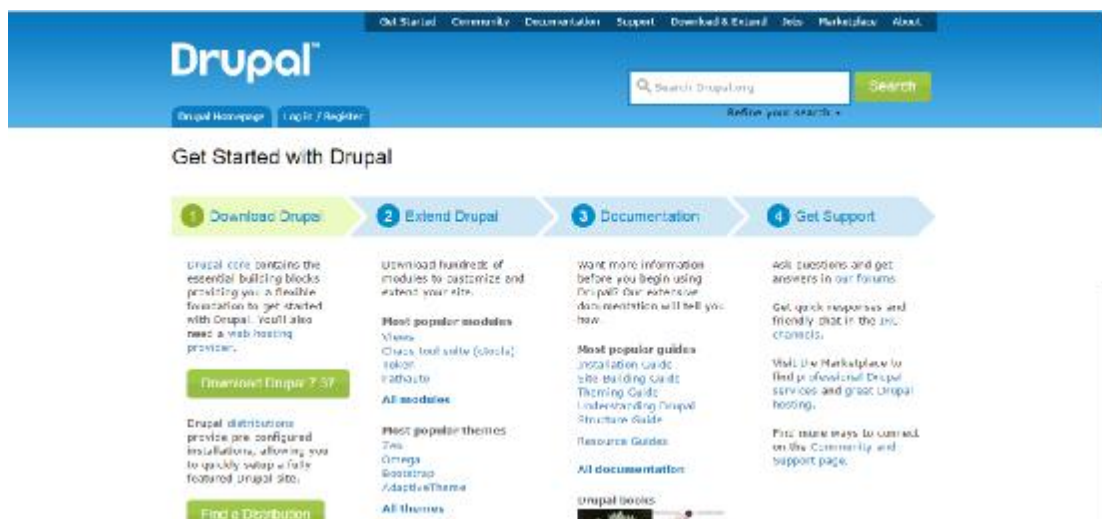 Get Started Community Documentation Support Download & Extend Jobs Marketplace About
Drupal™
Search Drupal.org
Search
Refine your search
Drupal Homepage Log in / Register
Get Started with Drupal
1 Download Drupal
Drupal core contains the
essential building blocks
providing you a flexible
foundation to get started
with Drupal. You'll also
need a web hosting
provider.
Download Drupal 7.37
Drupal distributions
provide pre-configured
installations, allowing you
to quickly setup a fully
featured Drupal site.
Find a Distribution
2 Extend Drupal
Download hundreds of
modules to customize and
extend your site.
Most popular modules
Views
Chaos tool suite (ctools)
Token
Pathauto
All modules
Most popular themes
Zen
Omega
Bootstrap
AdaptiveTheme
All themes
3 Documentation
Want more information
before you begin using
Drupal? Our extensive
documentation will tell you
how.
Most popular guides
Installation Guide
Site Building Guide
Theming Guide
Understanding Drupal
Structure Guide
Resource Guides
All documentation
Drupal books
4 Get Support
Ask questions and get
answers in our forums.
Get quick responses and
friendly chat in the IRC
channels.
Visit the Marketplace to
find professional Drupal
services and great Drupal
hosting.
Find more ways to connect
on the Community and
Support page.